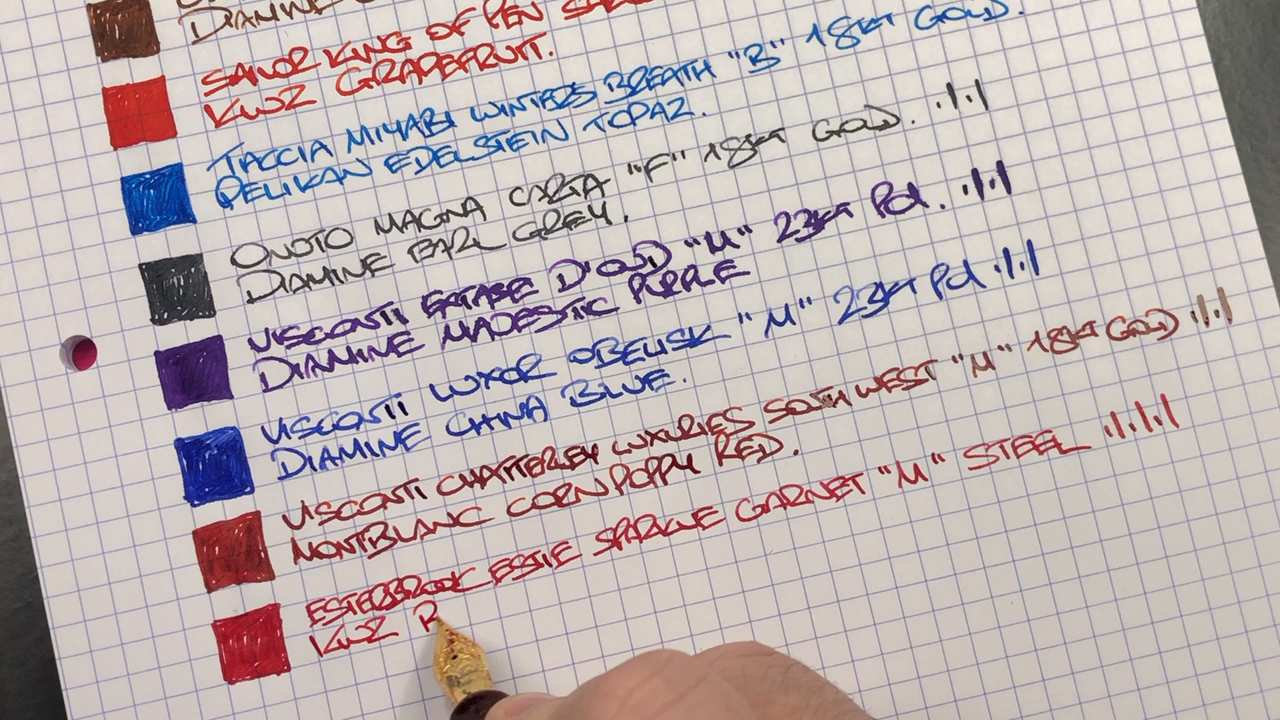 DIAMINE
SAILOR KING OF PEN
KWZ GRAPEFRUIT.
TACCIA MIYABI WINTERS BREATH "B" 18KT GOLD.
PELIKAN EDELSTEIN TOPAZ.
ONOTO MAGNA CARTA "F" 18KT GOLD.
DIAMINE EARL GREY.
VISCONTI EXTASE D'OUD "M" 23KT Pd.
DIAMINE MAJESTIC PURPLE
VISCONTI LUXOR OBELISK "M" 23KT Pd
DIAMINE CHINA BLUE.
VISCONTI CHATTERLEY LUXURIES SOUTH WEST "M" 18KT GOLD
MONTBLANC CORN POPPY RED.
ESTERBROOK ESTIE SPARKLE GARNET "M" STEEL
KWZ R